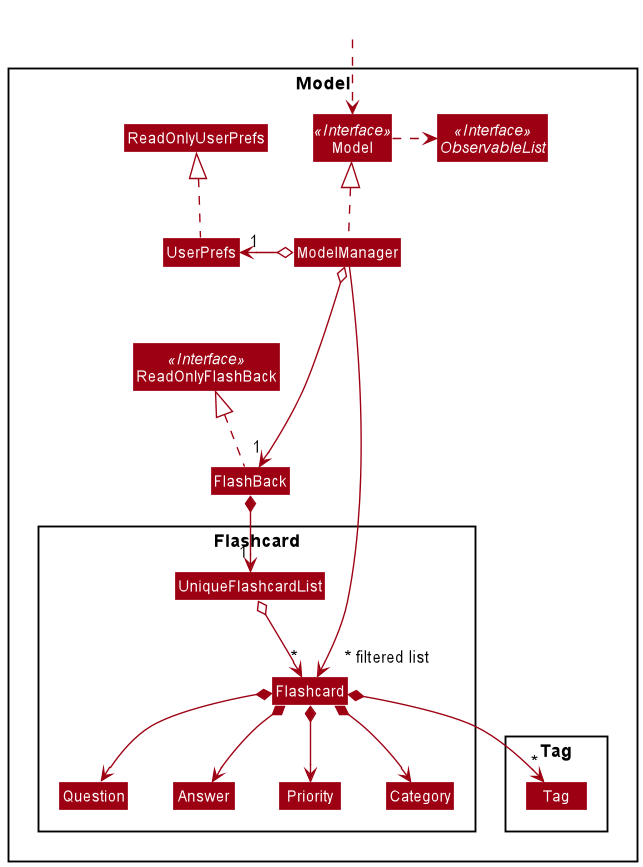 Model
ReadOnlyUserPrefs
«Interface»
Model
«Interface»
ObservableList
UserPrefs
1
ModelManager
«Interface»
ReadOnlyFlashBack
1
FlashBack
Flashcard
1
UniqueFlashcardList
*
* filtered list
Flashcard
Tag
*
Question
Answer
Priority
Category
Tag